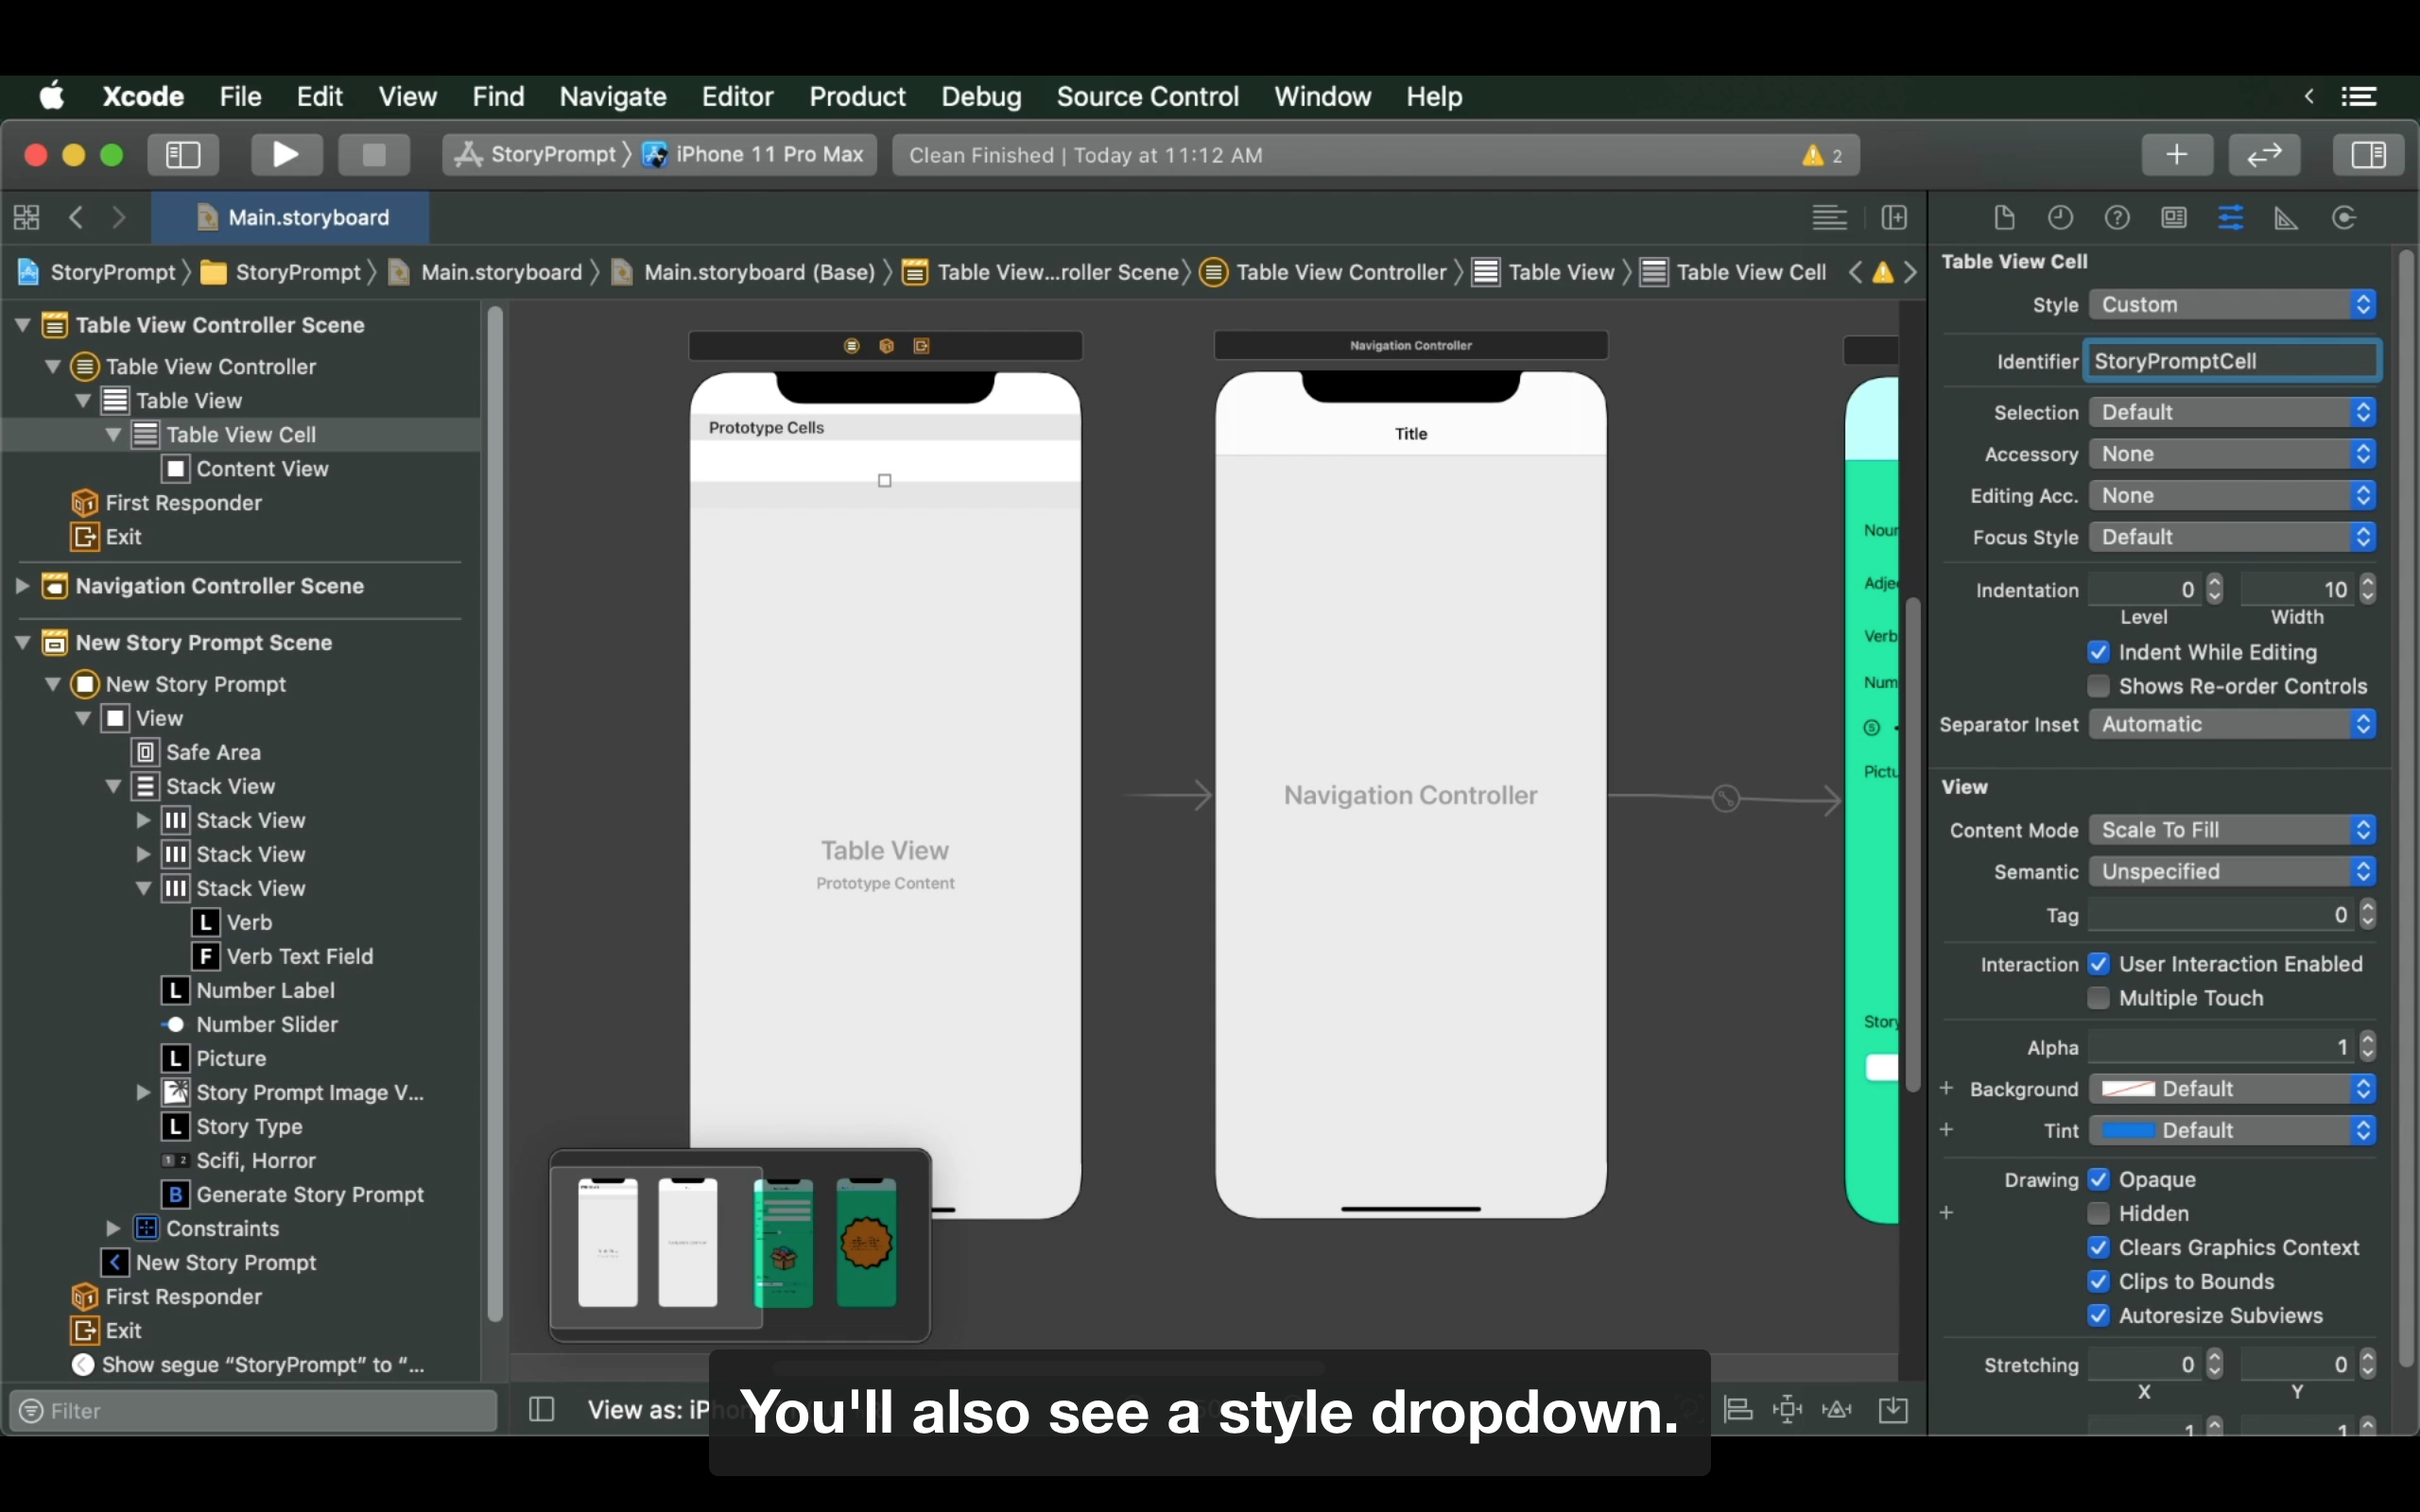 Xcode File Edit View Find Navigate Editor Product Debug Source Control Window Help
StoryPrompt iPhone 11 Pro Max
Clean Finished | Today at 11:12 AM
2
Main.storyboard
StoryPrompt StoryPrompt Main.storyboard Main.storyboard (Base) Table View...roller Scene Table View Controller Table View Table View Cell
Table View Controller Scene
Table View Controller
Table View
Table View Cell
Content View
First Responder
Exit
Navigation Controller Scene
New Story Prompt Scene
New Story Prompt
View
Safe Area
Stack View
Stack View
Stack View
Stack View
L Verb
F Verb Text Field
L Number Label
Number Slider
L Picture
Story Prompt Image V...
L Story Type
1 2 Scifi, Horror
B Generate Story Prompt
Constraints
New Story Prompt
First Responder
Exit
Show segue “StoryPrompt” to “...
Filter
Prototype Cells
Table View
Prototype Content
Navigation Controller
Title
Navigation Controller
Noun
Adje
Verb
Num
Pictu
Story
View as: iP
You'll also see a style dropdown.
Table View Cell
Style Custom
Identifier StoryPromptCell
Selection Default
Accessory None
Editing Acc. None
Focus Style Default
Indentation 0 10
Level Width
Indent While Editing
Shows Re-order Controls
Separator Inset Automatic
View
Content Mode Scale To Fill
Semantic Unspecified
Tag 0
Interaction User Interaction Enabled
Multiple Touch
Alpha 1
+ Background Default
+ Tint Default
Drawing Opaque
+ Hidden
Clears Graphics Context
Clips to Bounds
Autoresize Subviews
Stretching 0 0
X Y
1 1